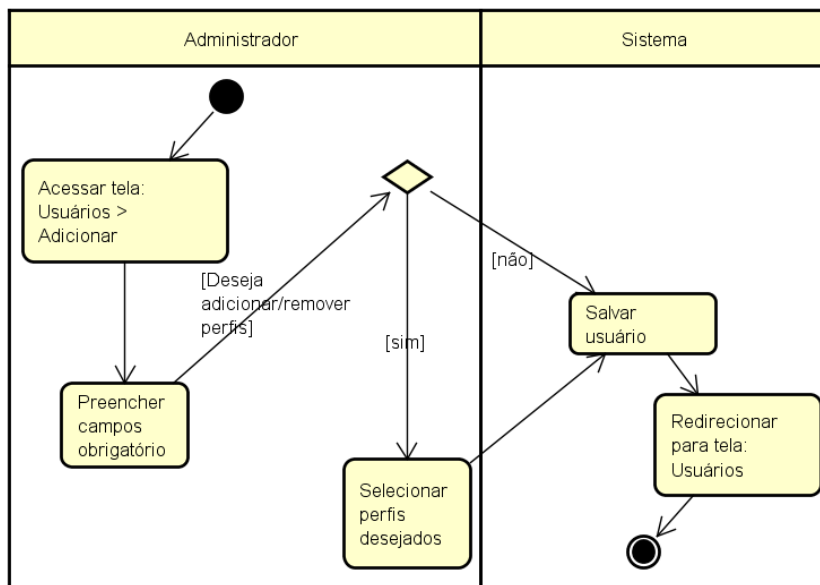 Administrador
Sistema
Acessar tela:
Usuários >
Adicionar
[Deseja
adicionar/remover
perfis]
[não]
[sim]
Salvar
usuário
Preencher
campos
obrigatório
Selecionar
perfis
desejados
Redirecionar
para tela:
Usuários